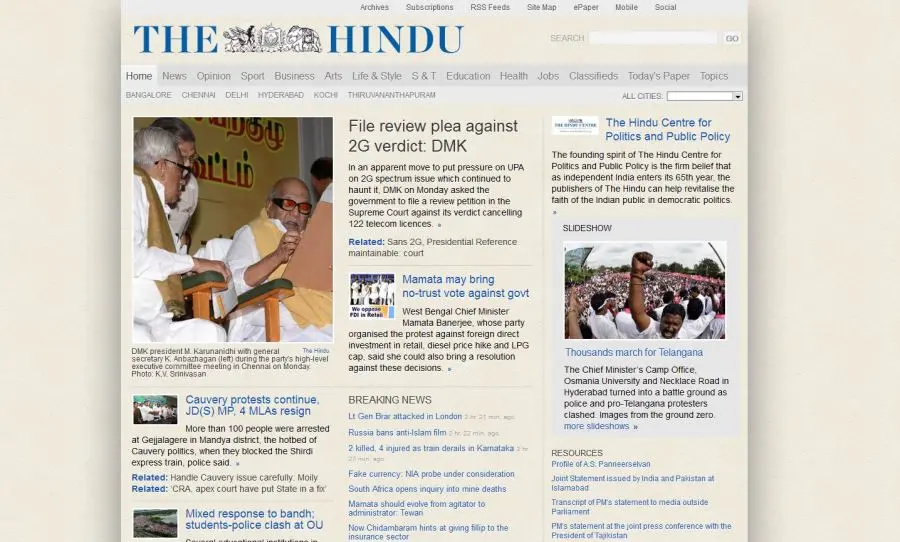 Archives Subscriptions RSS Feeds Site Map ePaper Mobile Social
THE HINDU
SEARCH GO
Home News Opinion Sport Business Arts Life & Style S & T Education Health Jobs Classifieds Today's Paper Topics
BANGALORE CHENNAI DELHI HYDERABAD KOCHI THIRUVANANTHAPURAM
ALL CITIES:
DMK president M. Karunanidhi with general
The Hindu
secretary K. Anbazhagan (left) during the party's high-level
executive committee meeting in Chennai on Monday.
Photo: K.V. Srinivasan
Cauvery protests continue,
JD(S) MP, 4 MLAs resign
More than 100 people were arrested
at Gejjalagere in Mandya district, the hotbed of
Cauvery politics, when they blocked the Shirdi
express train, police said. »
Related: Handle Cauvery issue carefully: Moily
Related: 'CRA, apex court have put State in a fix'
Mixed response to bandh;
students-police clash at OU
Several educational institutions in
File review plea against
2G verdict: DMK
In an apparent move to put pressure on UPA
on 2G spectrum issue which continued to
haunt it, DMK on Monday asked the
government to file a review petition in the
Supreme Court against its verdict cancelling
122 telecom licences. »
Related: Sans 2G, Presidential Reference
maintainable: court
We oppose
FDI in Retail
Mamata may bring
no-trust vote against govt
West Bengal Chief Minister
Mamata Banerjee, whose party
organised the protest against foreign direct
investment in retail, diesel price hike and LPG
cap, said she could also bring a resolution
against these decisions. »
BREAKING NEWS
Lt Gen Brar attacked in London 2 hr. 21 min. ago
Russia bans anti-Islam film 2 hr. 22 min. ago
2 killed, 4 injured as train derails in Karnataka 2 hr.
23 min. ago
Fake currency: NIA probe under consideration
South Africa opens inquiry into mine deaths
Mamata should evolve from agitator to
administrator: Tewari
Now Chidambaram hints at giving fillip to the
insurance sector
THE HINDU CENTRE
The Hindu Centre for
Politics and Public Policy
The founding spirit of The Hindu Centre for
Politics and Public Policy is the firm belief that
as independent India enters its 65th year, the
publishers of The Hindu can help revitalise the
faith of the Indian public in democratic politics.
»
SLIDESHOW
Thousands march for Telangana
The Chief Minister's Camp Office,
Osmania University and Necklace Road in
Hyderabad turned into a battle ground as
police and pro-Telangana protesters
clashed. Images from the ground zero.
more slideshows »
RESOURCES
Profile of A.S. Panneerselvan
Joint Statement issued by India and Pakistan at
Islamabad
Transcript of PM's statement to media outside
Parliament
PM's statement at the joint press conference with the
President of Tajikistan